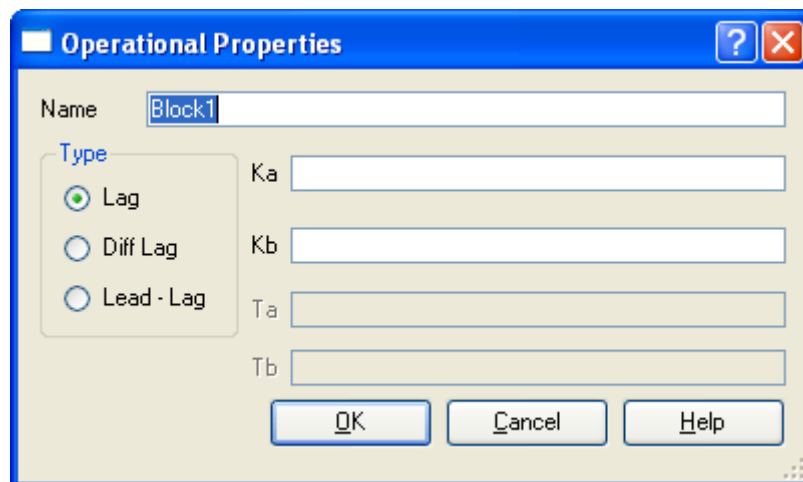 Operational Properties
Name Block1
Type
Lag
Diff Lag
Lead - Lag
Ka
Kb
Ta
Tb
OK Cancel Help